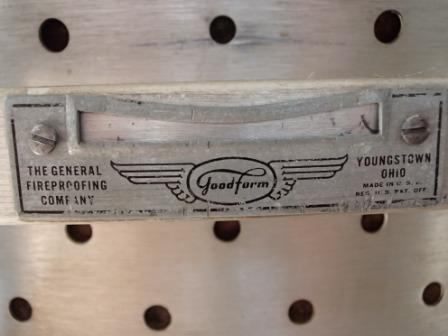 THE GENERAL
FIREPROOFING
COMPANY
Goodform
YOUNGSTOWN
OHIO
MADE IN U. S. A.
REG. U. S. PAT. OFF.